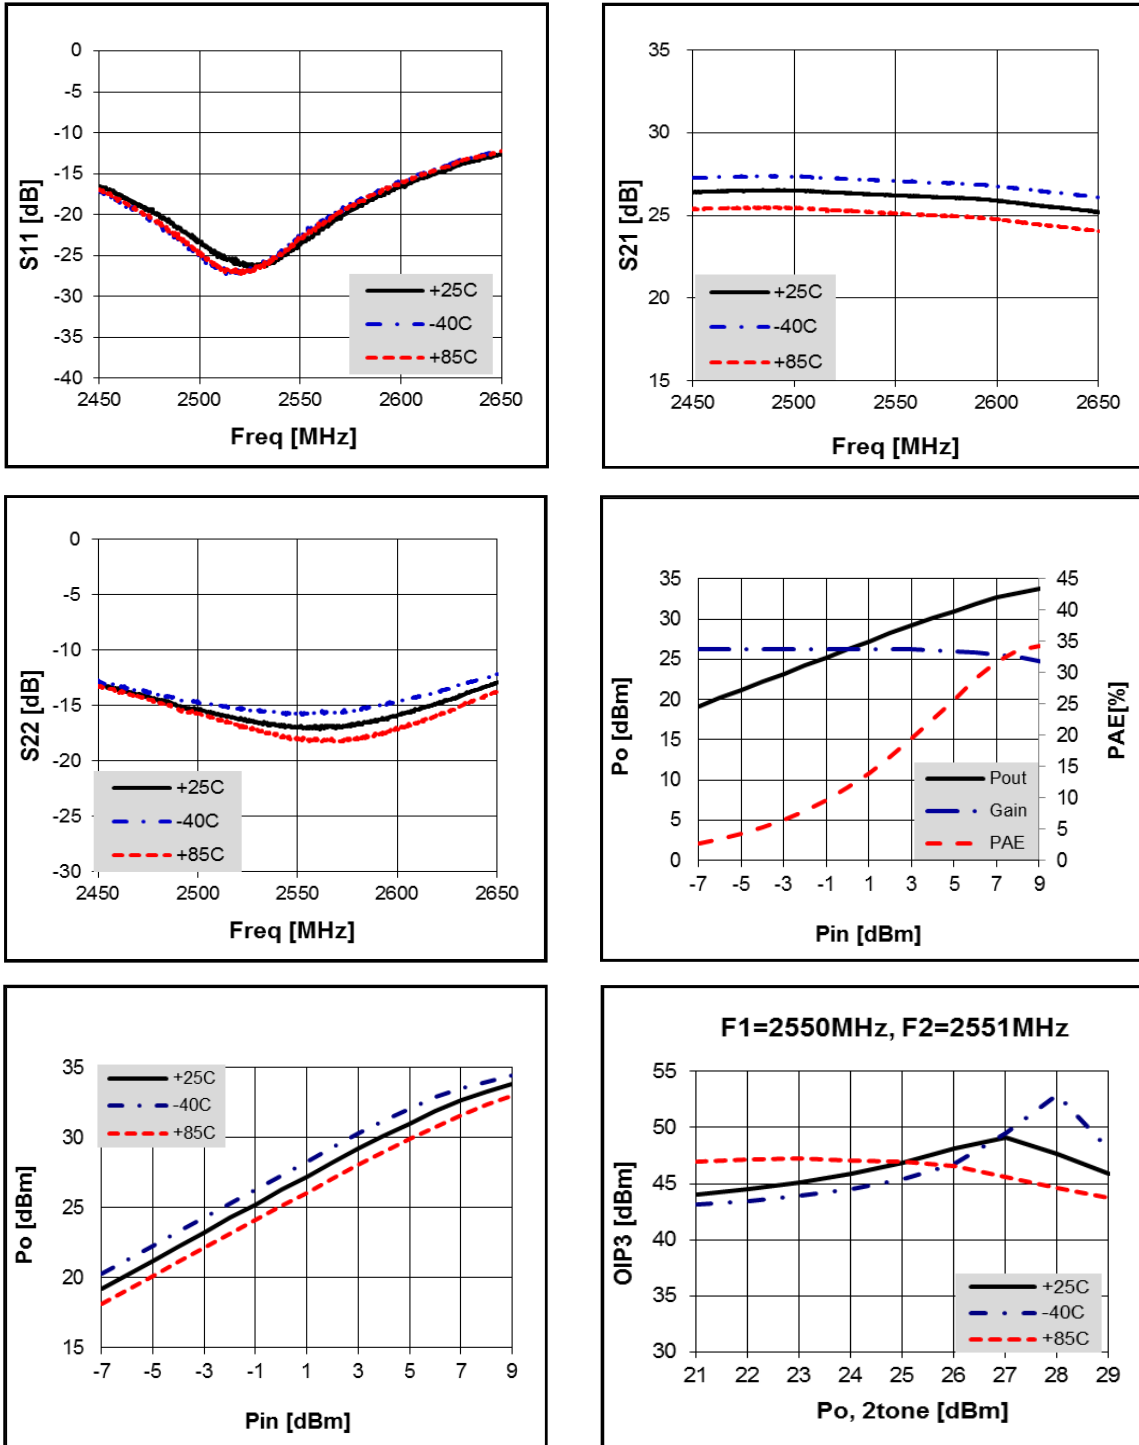 0
-5
-10
-15
-20
-25
-30
-35
-40
S11 [dB]
+25C
-40C
+85C
2450 2500 2550 2600 2650
Freq [MHz]
35
30
25
20
15
S21 [dB]
+25C
-40C
+85C
2450 2500 2550 2600 2650
Freq [MHz]
0
-5
-10
-15
-20
-25
-30
S22 [dB]
+25C
-40C
+85C
2450 2500 2550 2600 2650
Freq [MHz]
35
30
25
20
15
10
5
0
Po [dBm]
45
40
35
30
25
20
15
10
5
0
PAE[%]
Pout
Gain
PAE
-7 -5 -3 -1 1 3 5 7 9
Pin [dBm]
35
30
25
20
15
Po [dBm]
+25C
-40C
+85C
-7 -5 -3 -1 1 3 5 7 9
Pin [dBm]
F1=2550MHz, F2=2551MHz
55
50
45
40
35
30
OIP3 [dBm]
+25C
-40C
+85C
21 22 23 24 25 26 27 28 29
Po, 2tone [dBm]